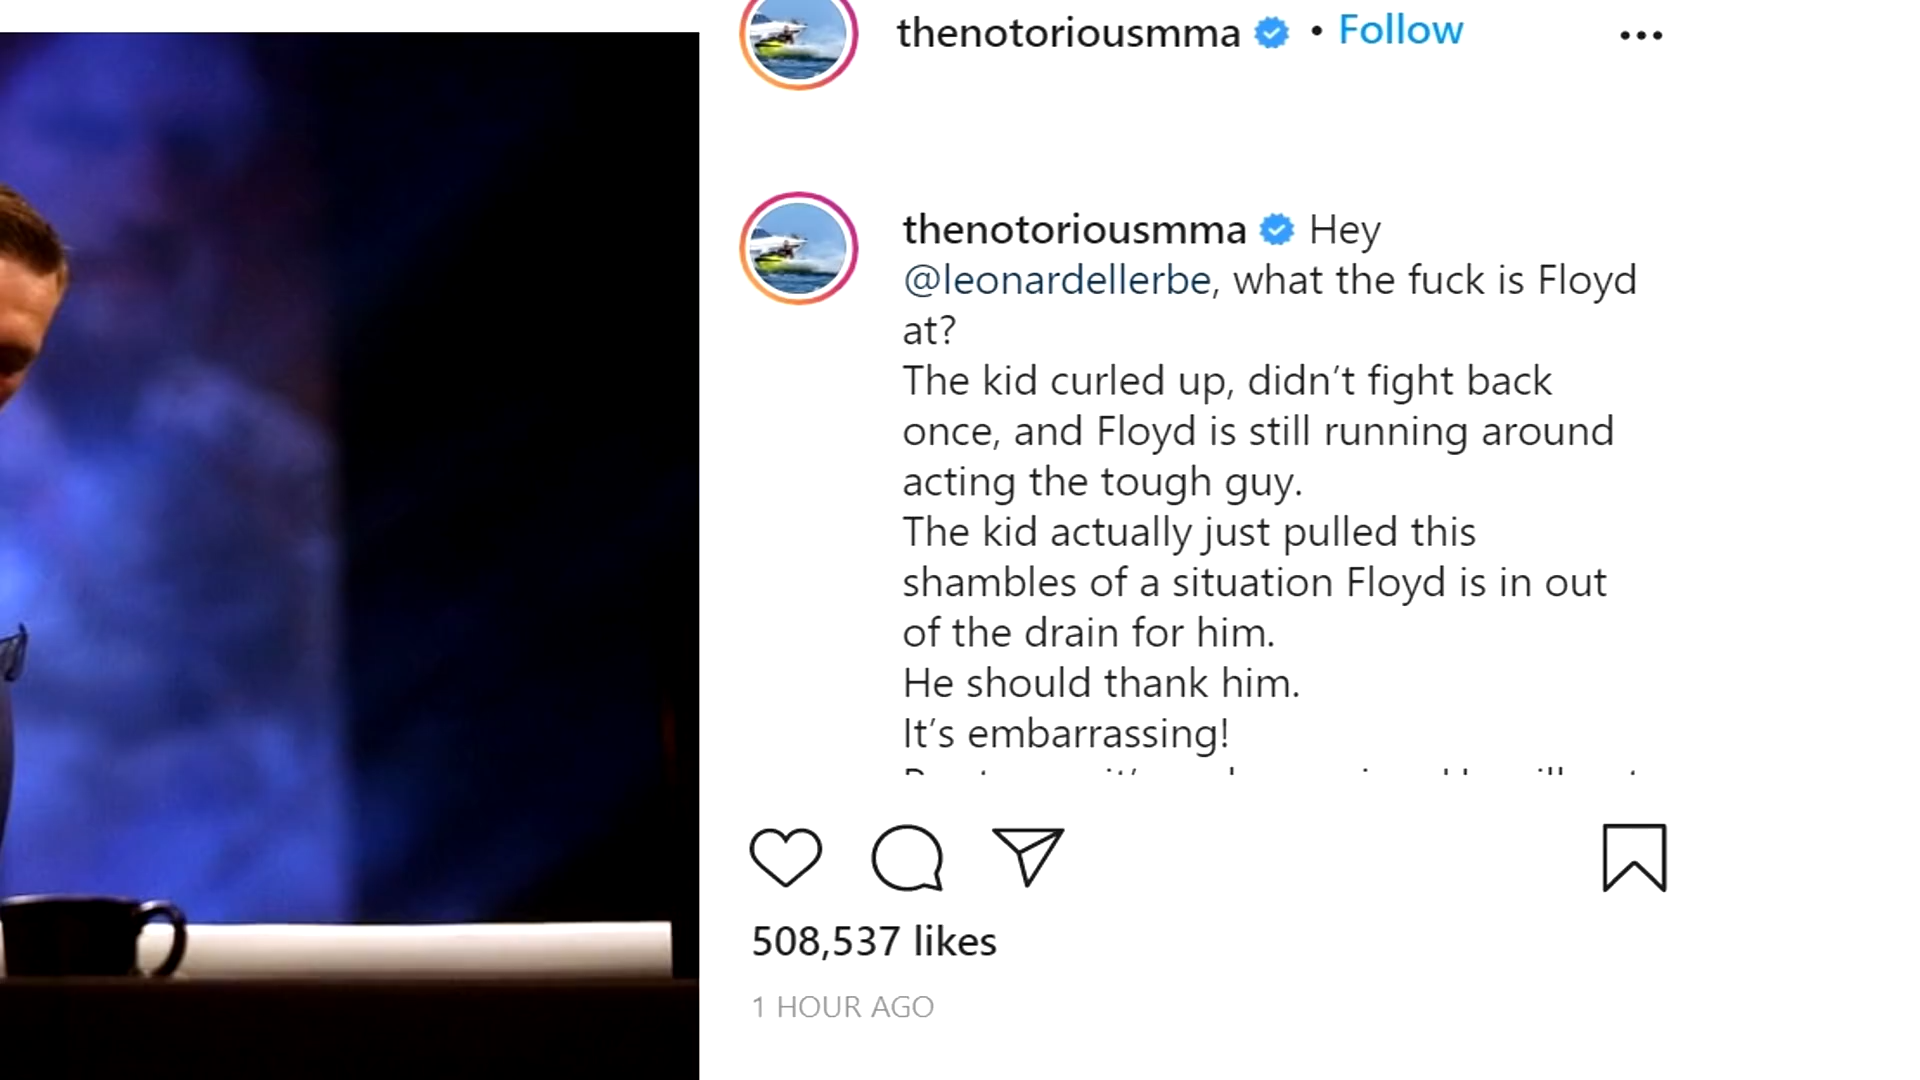 thenotoriousmma • Follow
thenotoriousmma Hey
@leonardellerbe, what the fuck is Floyd
at?
The kid curled up, didn’t fight back
once, and Floyd is still running around
acting the tough guy.
The kid actually just pulled this
shambles of a situation Floyd is in out
of the drain for him.
He should thank him.
It’s embarrassing!
508,537 likes
1 HOUR AGO